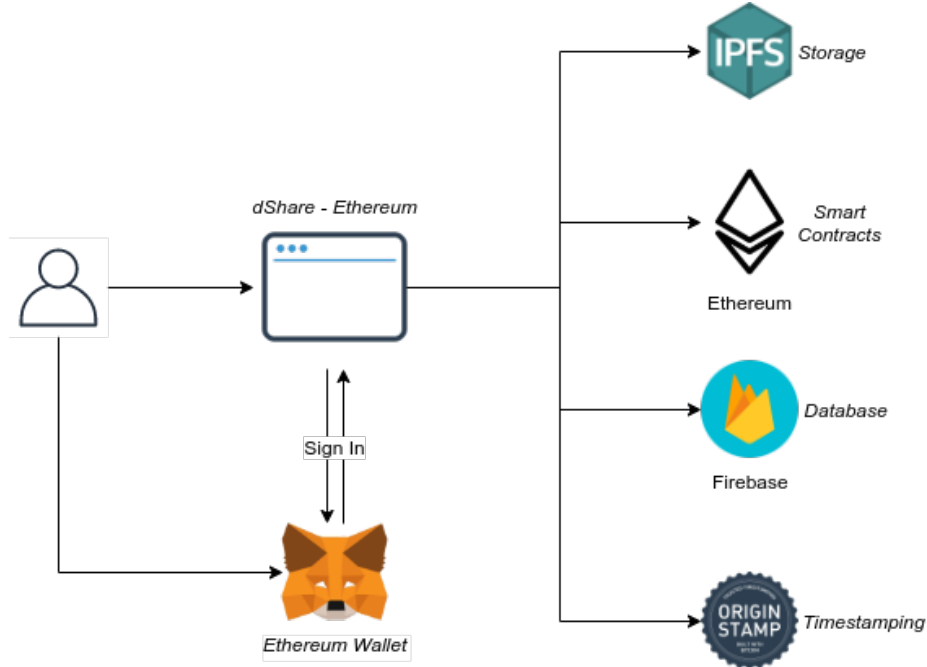 IPFS
Storage
dShare - Ethereum
Smart
Contracts
Ethereum
Sign In
Database
Firebase
ORIGIN
STAMP
Timestamping
Ethereum Wallet